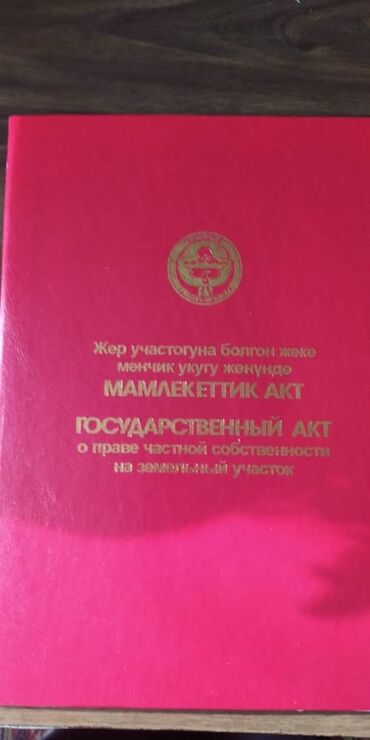 Жер участогуна болгон жеке
менчик укугу жөнүндө
МАМЛЕКЕТТИК АКТ
ГОСУДАРСТВЕННЫЙ АКТ
о праве частной собственности
на земельный участок